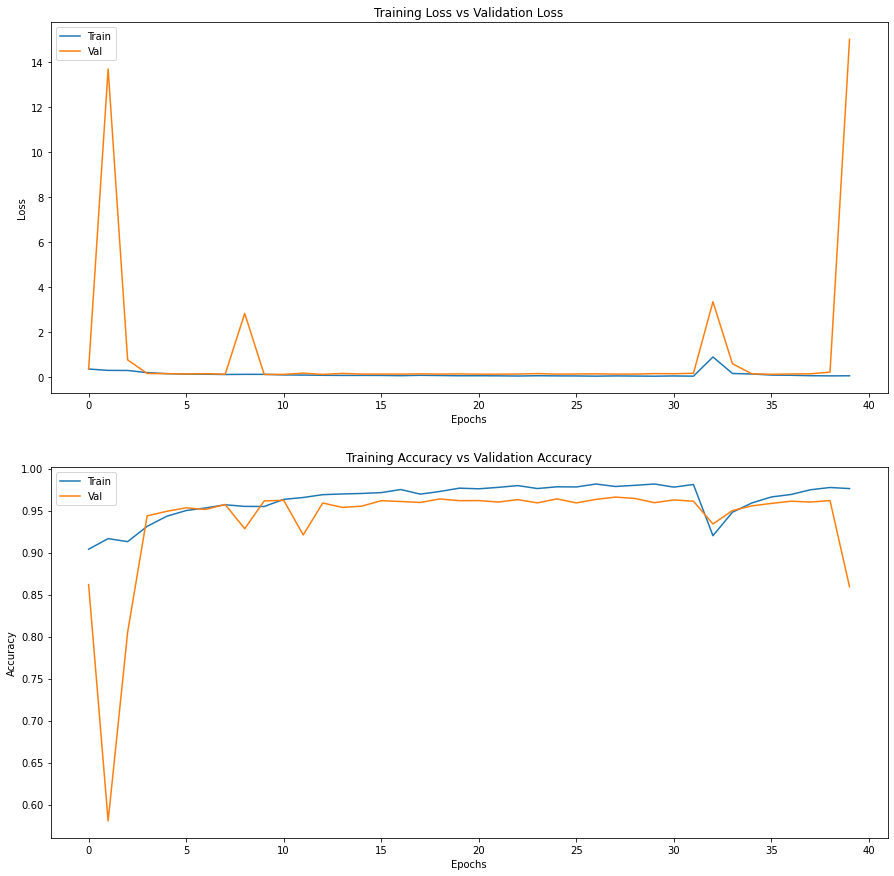 Training Loss vs Validation Loss
Train
Val
14
12
10
8
6
4
2
0
Loss
0 5 10 15 20 25 30 35 40
Epochs
Training Accuracy vs Validation Accuracy
Train
Val
1.00
0.95
0.90
0.85
0.80
0.75
0.70
0.65
0.60
Accuracy
0 5 10 15 20 25 30 35 40
Epochs